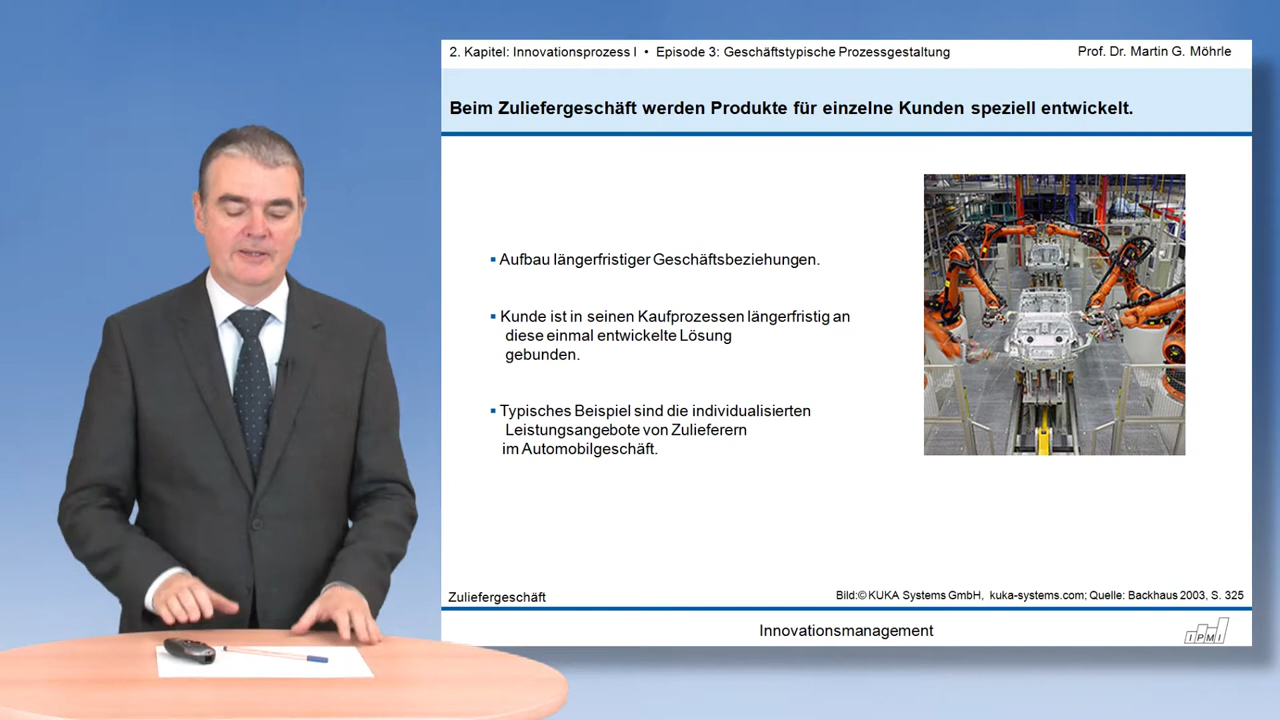 2. Kapitel: Innovationsprozess I • Episode 3: Geschäftstypische Prozessgestaltung
Prof. Dr. Martin G. Möhrle
Beim Zuliefergeschäft werden Produkte für einzelne Kunden speziell entwickelt.
Aufbau längerfristiger Geschäftsbeziehungen.
Kunde ist in seinen Kaufprozessen längerfristig an
diese einmal entwickelte Lösung
gebunden.
Typisches Beispiel sind die individualisierten
Leistungsangebote von Zulieferern
im Automobilgeschäft.
Zuliefergeschäft
Bild:© KUKA Systems GmbH, kuka-systems.com; Quelle: Backhaus 2003, S. 325
Innovationsmanagement
IPMI